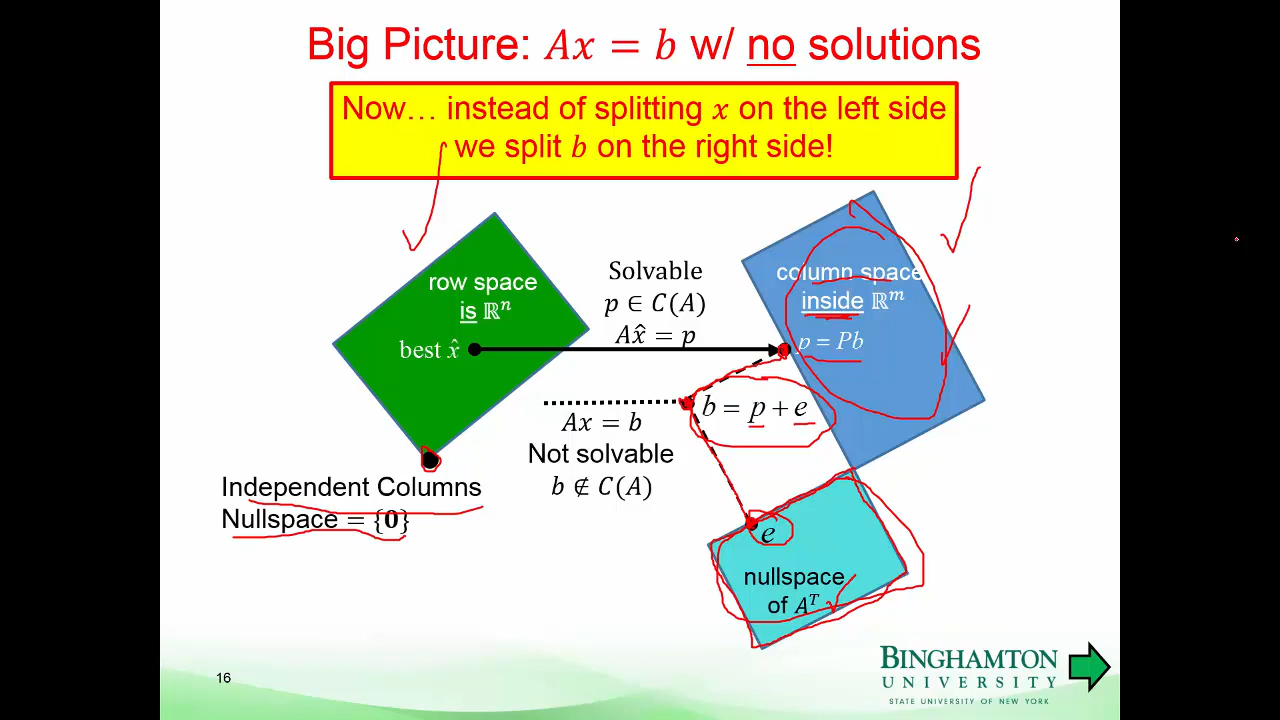 Big Picture: Ax = b w/ no solutions
Now… instead of splitting x on the left side
we split b on the right side!
row space
is ℝⁿ
best x̂
Solvable
p ∈ C(A)
Ax̂ = p
column space
inside ℝᵐ
p = Pb
b = p + e
Ax = b
Not solvable
b ∉ C(A)
Independent Columns
Nullspace = {0}
e
nullspace
of Aᵀ
16
BINGHAMTON
UNIVERSITY
STATE UNIVERSITY OF NEW YORK